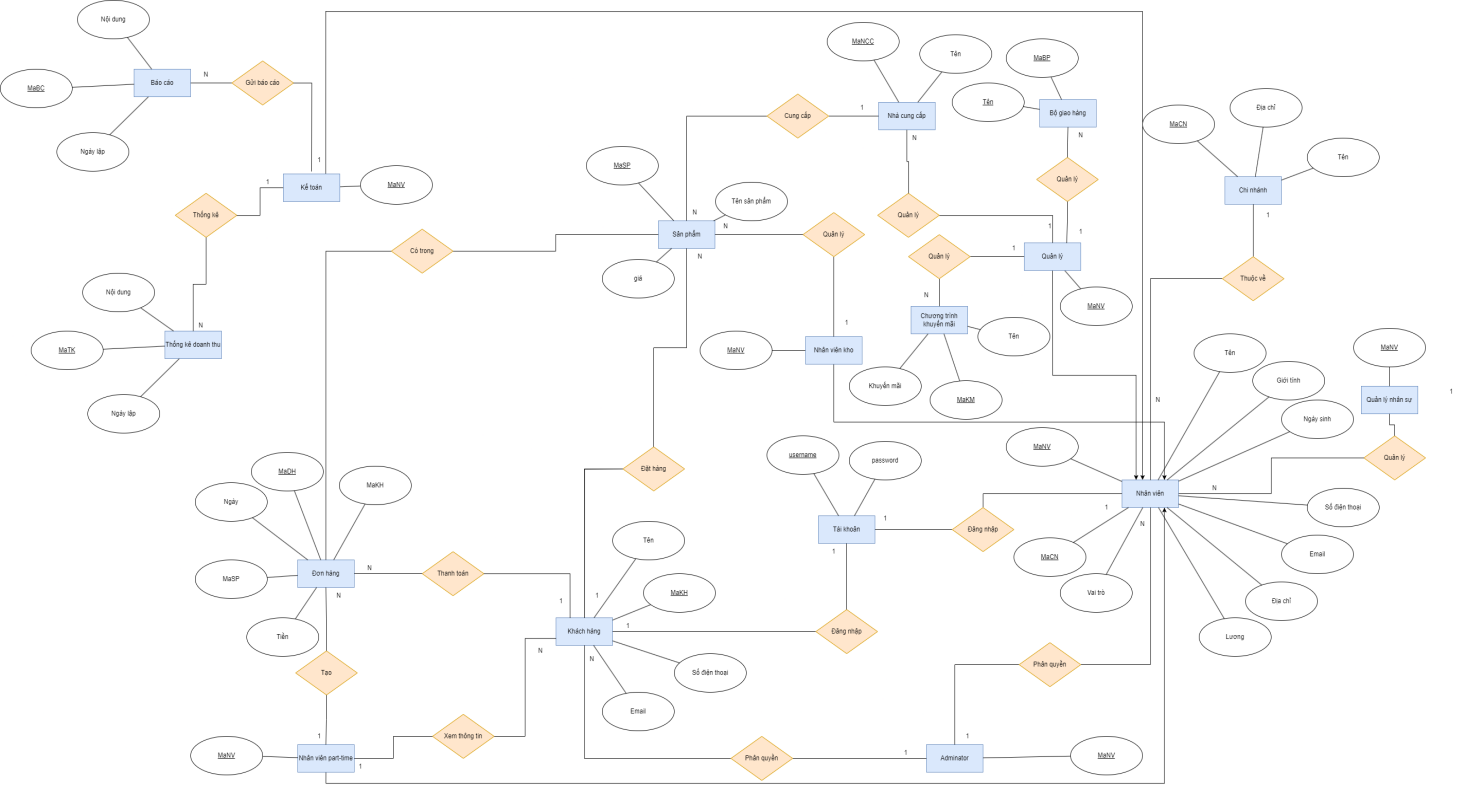 Nội dung
MaNCC
Tên
MaBP
N
Báo cáo
Gửi báo cáo
MaBC
Tên
Địa chỉ
Cung cấp
1
Nhà cung cấp
Bộ giao hàng
MaCN
N
N
Ngày lập
1
MaSP
Tên
1
Kế toán
MaNV
Quản lý
Chi nhánh
Thống kê
Tên sản phẩm
N
Quản lý
1
N
Sản phẩm
Quản lý
1
1
Có trong
N
1
Quản lý
Quản lý
giá
Thuộc về
Nội dung
N
MaNV
Chương trình
khuyến mãi
N
1
Tên
Thống kê doanh thu
MaTK
MaNV
Nhân viên kho
Tên
MaNV
Khuyến mãi
Giới tính
1
MaKM
N
Quản lý nhân sự
Ngày lập
Ngày sinh
MaNV
username
password
Quản lý
Đặt hàng
MaDH
MaKH
N
Nhân viên
Ngày
1
Số điện thoại
1
N
Tài khoản
Đăng nhập
Tên
1
MaCN
Email
N
Đơn hàng
Thanh toán
MaSP
Vai trò
MaKH
N
1
1
Địa chỉ
1
Khách hàng
Đăng nhập
Tiền
Lương
N
N
Phân quyền
Tạo
Số điện thoại
Email
1
Xem thông tin
1
1
MaNV
Nhân viên part-time
1
Phân quyền
Adminator
MaNV